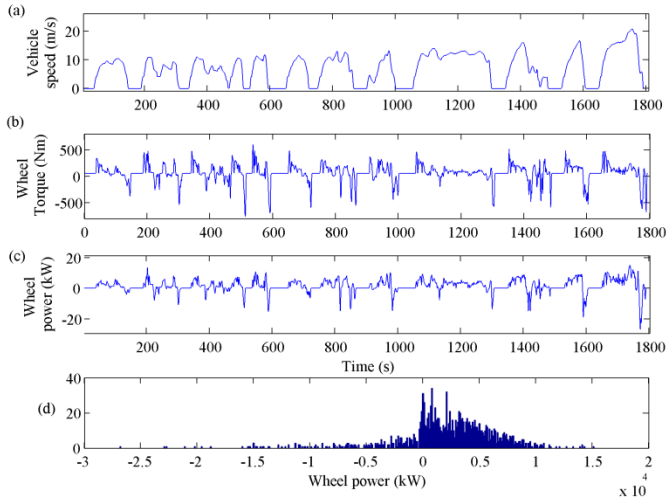 (a)
Vehicle
speed (m/s)
20
10
0
200 400 600 800 1000 1200 1400 1600 1800
(b)
Wheel
Torque (Nm)
500
0
-500
0 200 400 600 800 1000 1200 1400 1600 1800
(c)
Wheel
power (kW)
20
0
-20
200 400 600 800 1000 1200 1400 1600 1800
Time (s)
(d)
40
20
0
-3 -2.5 -2 -1.5 -1 -0.5 0 0.5 1 1.5 2
Wheel power (kW)
x 10^4